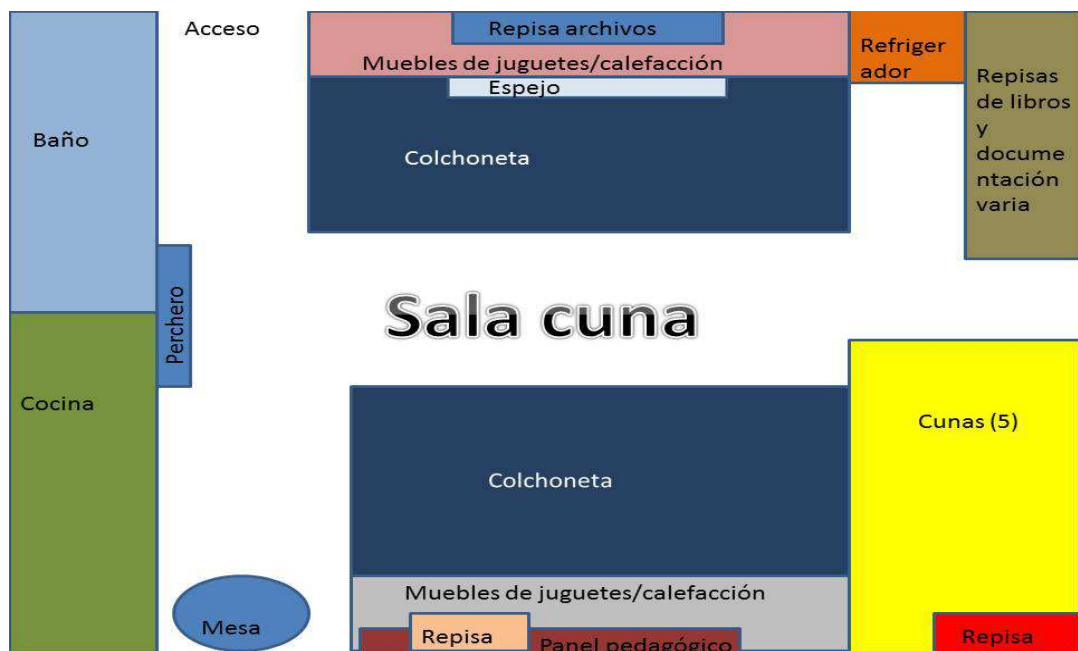 Acceso
Repisa archivos
Muebles de juguetes/calefacción
Espejo
Refriger
ador
Repisas
de libros
y
docume
ntación
varia
Baño
Colchoneta
Perchero
Sala cuna
Cocina
Cunas (5)
Colchoneta
Muebles de juguetes/calefacción
Mesa
Repisa
Panel pedagógico
Repisa